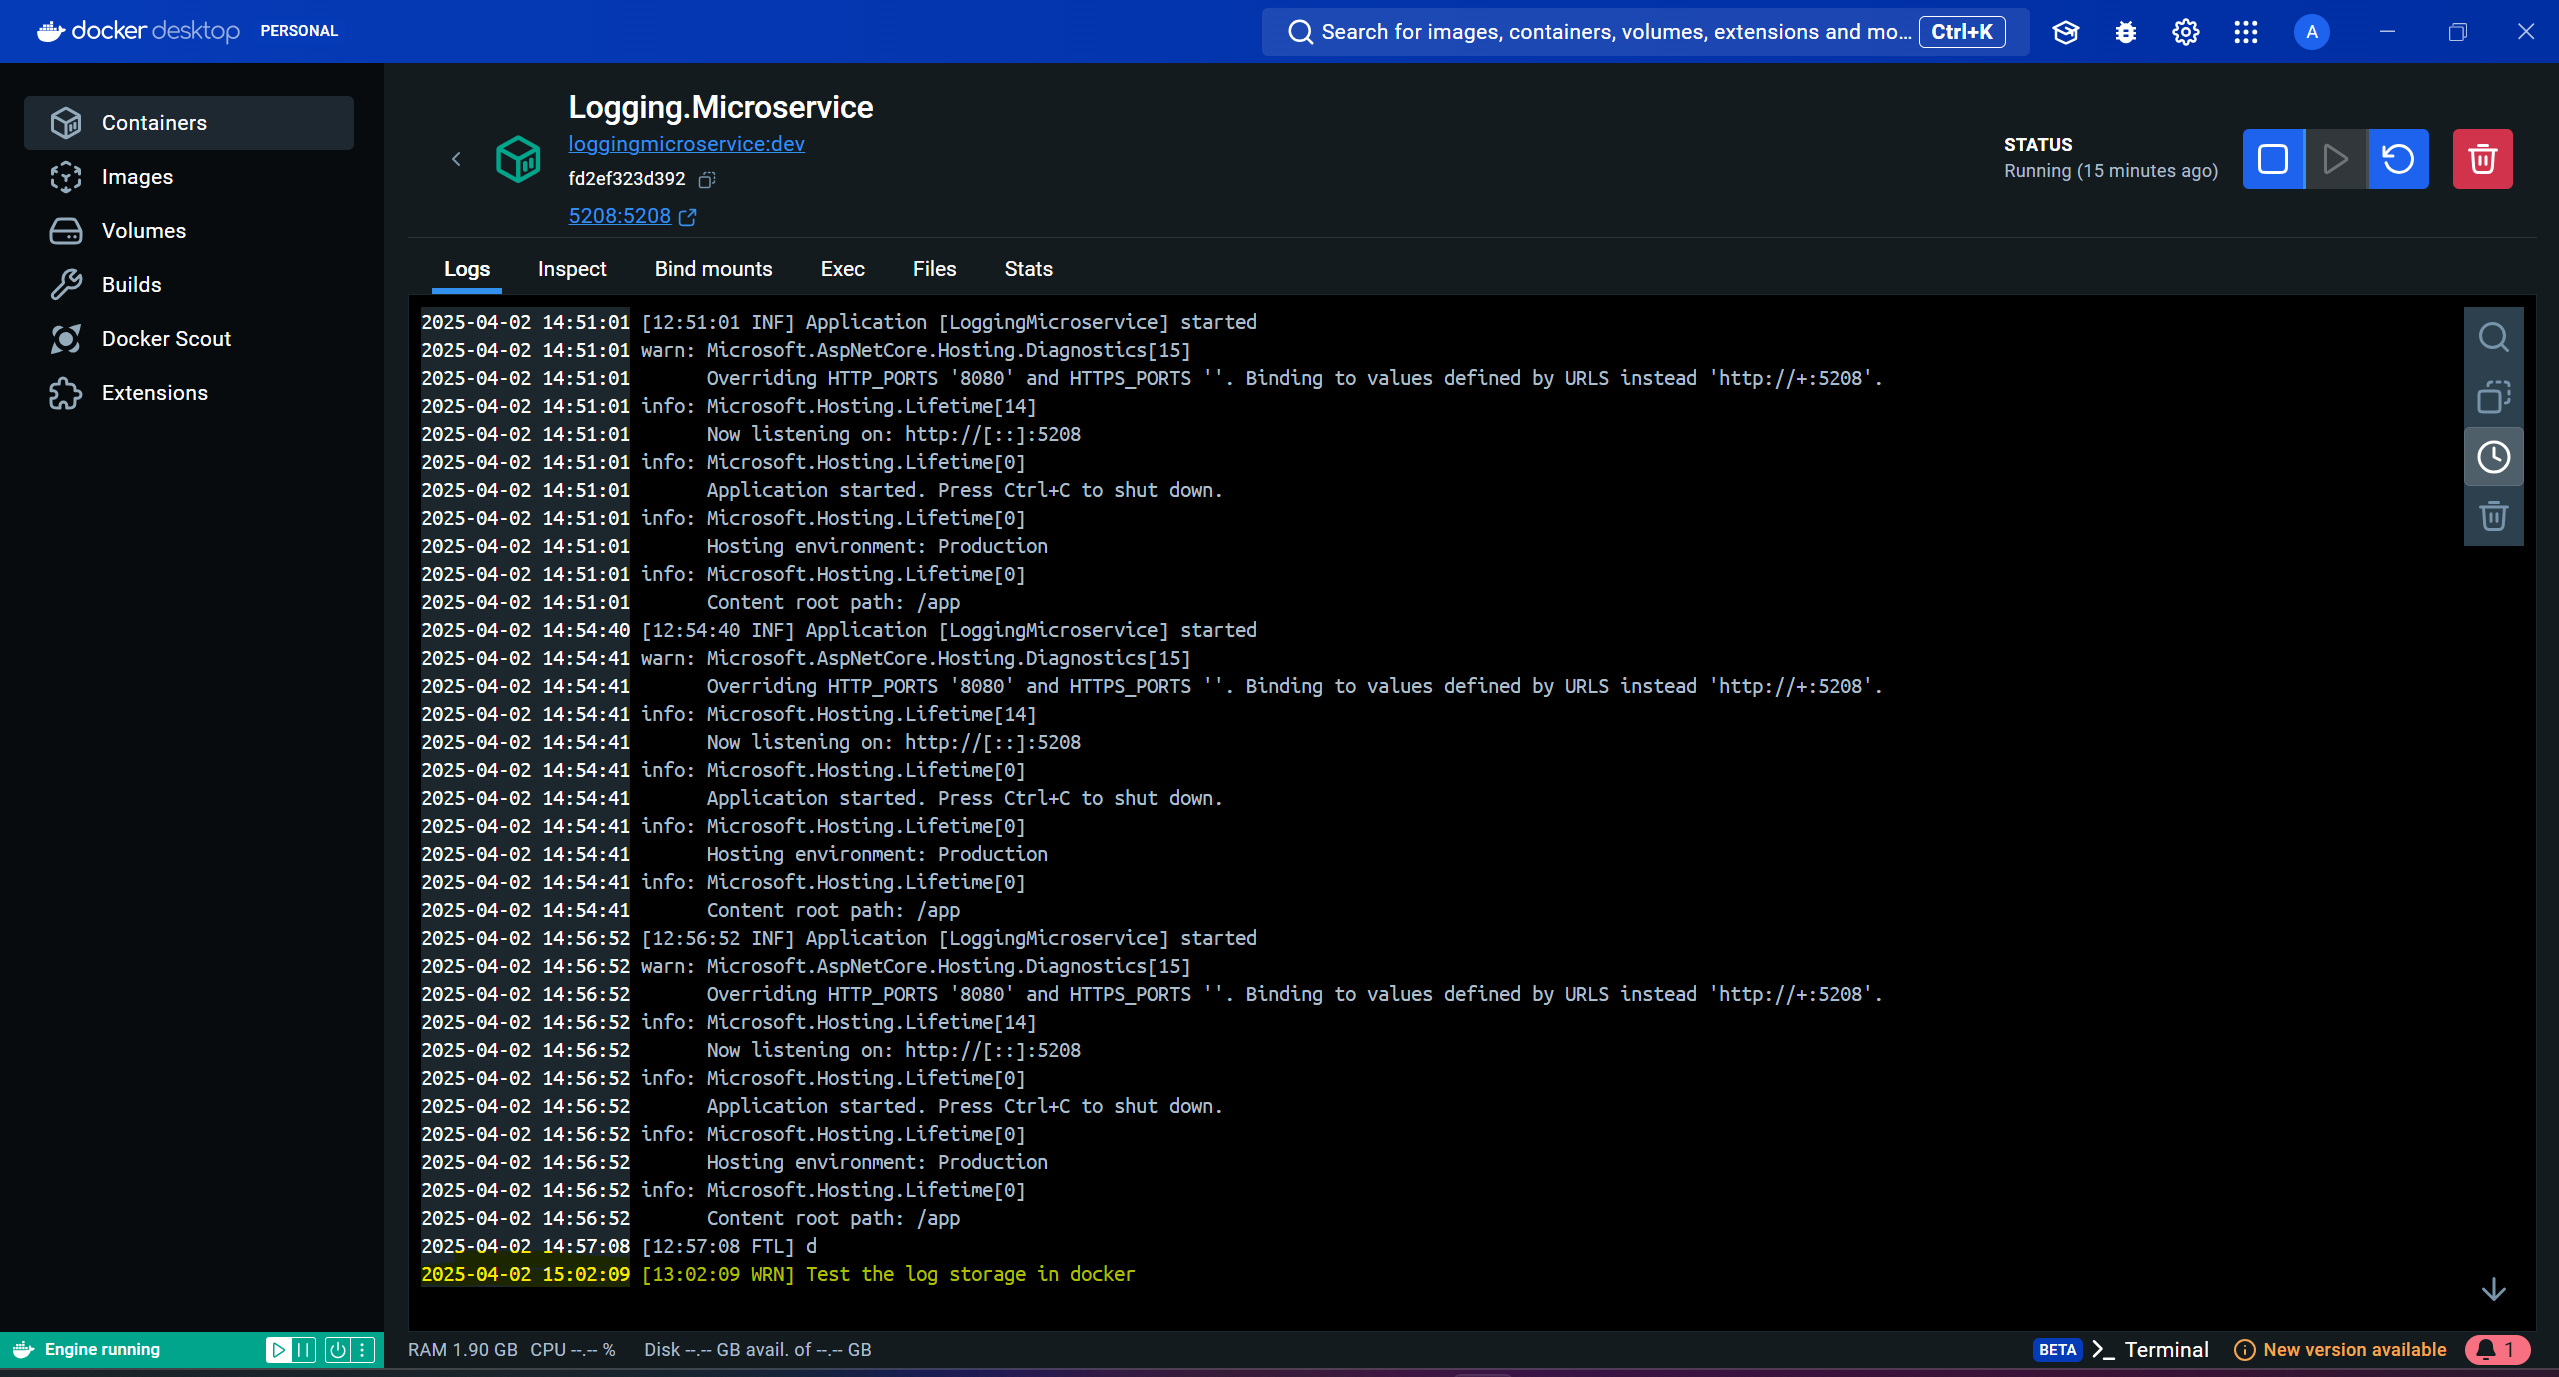 docker desktop PERSONAL
Search for images, containers, volumes, extensions and mo... Ctrl+K
A
Containers
Images
Volumes
Builds
Docker Scout
Extensions
Logging.Microservice
loggingmicroservice:dev
fd2ef323d392
5208:5208
STATUS
Running (15 minutes ago)
Logs Inspect Bind mounts Exec Files Stats
2025-04-02 14:51:01 [12:51:01 INF] Application [LoggingMicroservice] started
2025-04-02 14:51:01 warn: Microsoft.AspNetCore.Hosting.Diagnostics[15]
2025-04-02 14:51:01       Overriding HTTP_PORTS '8080' and HTTPS_PORTS ''. Binding to values defined by URLS instead 'http://+:5208'.
2025-04-02 14:51:01 info: Microsoft.Hosting.Lifetime[14]
2025-04-02 14:51:01       Now listening on: http://[::]:5208
2025-04-02 14:51:01 info: Microsoft.Hosting.Lifetime[0]
2025-04-02 14:51:01       Application started. Press Ctrl+C to shut down.
2025-04-02 14:51:01 info: Microsoft.Hosting.Lifetime[0]
2025-04-02 14:51:01       Hosting environment: Production
2025-04-02 14:51:01 info: Microsoft.Hosting.Lifetime[0]
2025-04-02 14:51:01       Content root path: /app
2025-04-02 14:54:40 [12:54:40 INF] Application [LoggingMicroservice] started
2025-04-02 14:54:41 warn: Microsoft.AspNetCore.Hosting.Diagnostics[15]
2025-04-02 14:54:41       Overriding HTTP_PORTS '8080' and HTTPS_PORTS ''. Binding to values defined by URLS instead 'http://+:5208'.
2025-04-02 14:54:41 info: Microsoft.Hosting.Lifetime[14]
2025-04-02 14:54:41       Now listening on: http://[::]:5208
2025-04-02 14:54:41 info: Microsoft.Hosting.Lifetime[0]
2025-04-02 14:54:41       Application started. Press Ctrl+C to shut down.
2025-04-02 14:54:41 info: Microsoft.Hosting.Lifetime[0]
2025-04-02 14:54:41       Hosting environment: Production
2025-04-02 14:54:41 info: Microsoft.Hosting.Lifetime[0]
2025-04-02 14:54:41       Content root path: /app
2025-04-02 14:56:52 [12:56:52 INF] Application [LoggingMicroservice] started
2025-04-02 14:56:52 warn: Microsoft.AspNetCore.Hosting.Diagnostics[15]
2025-04-02 14:56:52       Overriding HTTP_PORTS '8080' and HTTPS_PORTS ''. Binding to values defined by URLS instead 'http://+:5208'.
2025-04-02 14:56:52 info: Microsoft.Hosting.Lifetime[14]
2025-04-02 14:56:52       Now listening on: http://[::]:5208
2025-04-02 14:56:52 info: Microsoft.Hosting.Lifetime[0]
2025-04-02 14:56:52       Application started. Press Ctrl+C to shut down.
2025-04-02 14:56:52 info: Microsoft.Hosting.Lifetime[0]
2025-04-02 14:56:52       Hosting environment: Production
2025-04-02 14:56:52 info: Microsoft.Hosting.Lifetime[0]
2025-04-02 14:56:52       Content root path: /app
2025-04-02 14:57:08 [12:57:08 FTL] d
2025-04-02 15:02:09 [13:02:09 WRN] Test the log storage in docker
Engine running
RAM 1.90 GB CPU --.-- % Disk --.-- GB avail. of --.-- GB
BETA >_ Terminal New version available 1